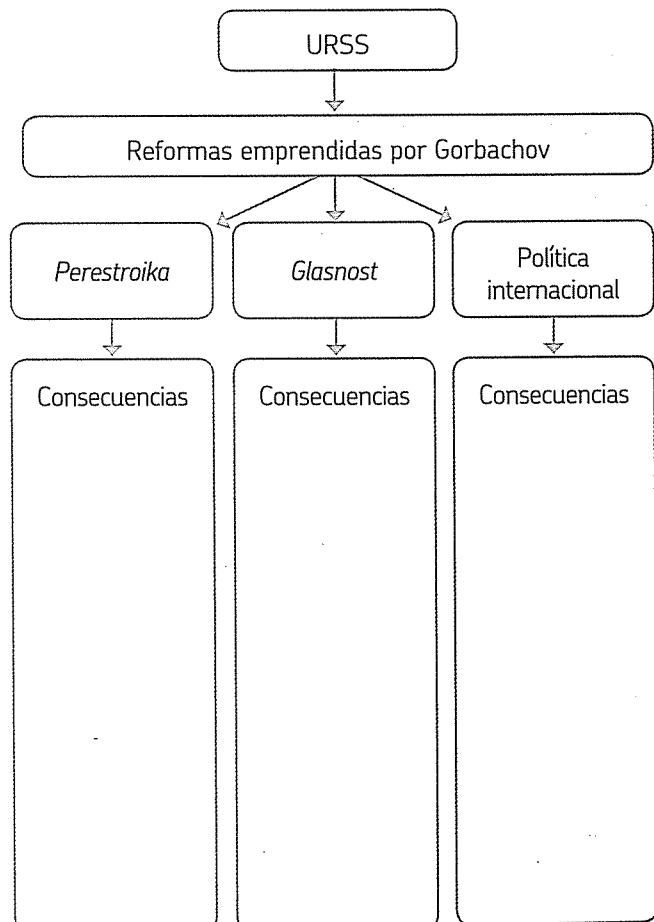 URSS
Reformas emprendidas por Gorbachov
Perestroika
Glasnost
Política
internacional
Consecuencias
Consecuencias
Consecuencias